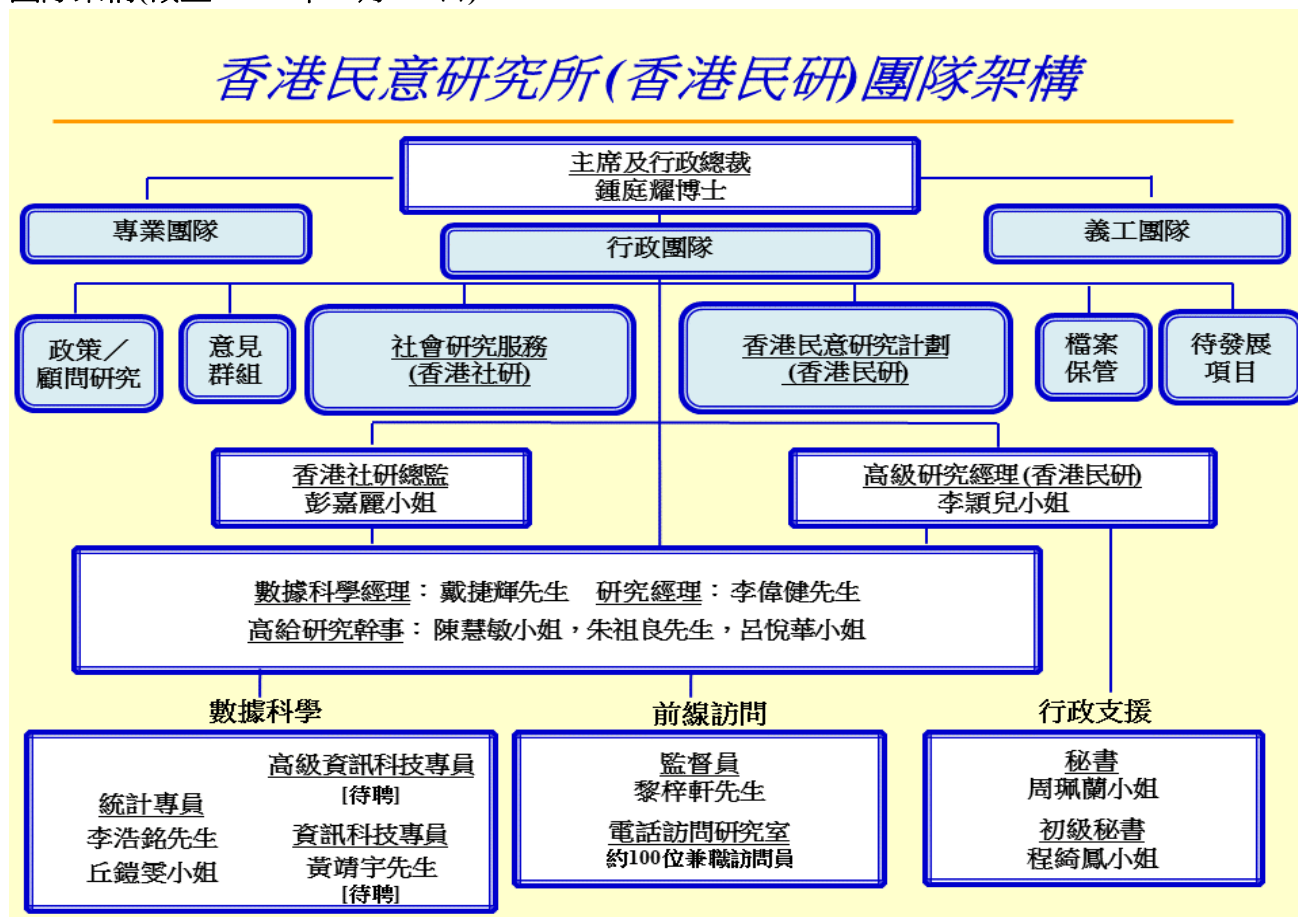 香港民意研究所(香港民研)團隊架構
主席及行政總裁
鍾庭耀博士
專業團隊
行政團隊
義工團隊
政策／
顧問研究
意見
群組
社會研究服務
(香港社研)
香港民意研究計劃
(香港民研)
檔案
保管
待發展
項目
香港社研總監
彭嘉麗小姐
高級研究經理(香港民研)
李穎兒小姐
數據科學經理：戴捷輝先生 研究經理：李偉健先生
高給研究幹事：陳慧敏小姐，朱祖良先生，呂悅華小姐
數據科學
統計專員
李浩銘先生
丘鎧雯小姐
高級資訊科技專員
[待聘]
資訊科技專員
黃靖宇先生
[待聘]
前線訪問
監督員
黎梓軒先生
電話訪問研究室
約100位兼職訪問員
行政支援
秘書
周珮蘭小姐
初級秘書
程綺鳳小姐